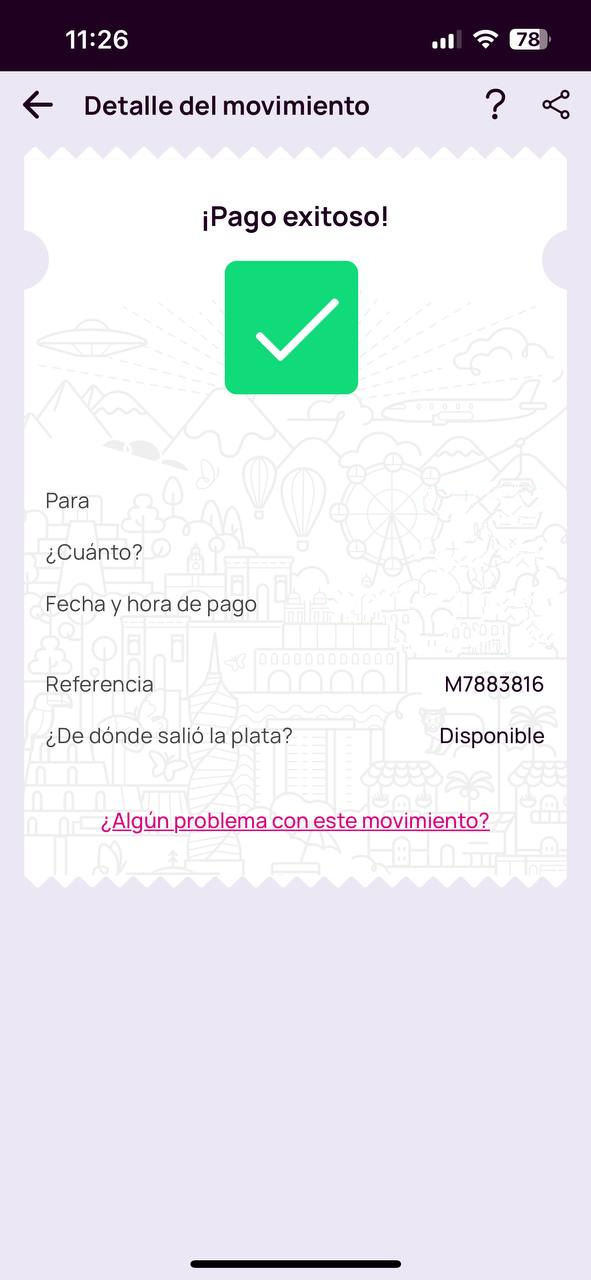 11:26
78
Detalle del movimiento
¡Pago exitoso!
Para
¿Cuánto?
Fecha y hora de pago
Referencia M7883816
¿De dónde salió la plata? Disponible
¿Algún problema con este movimiento?